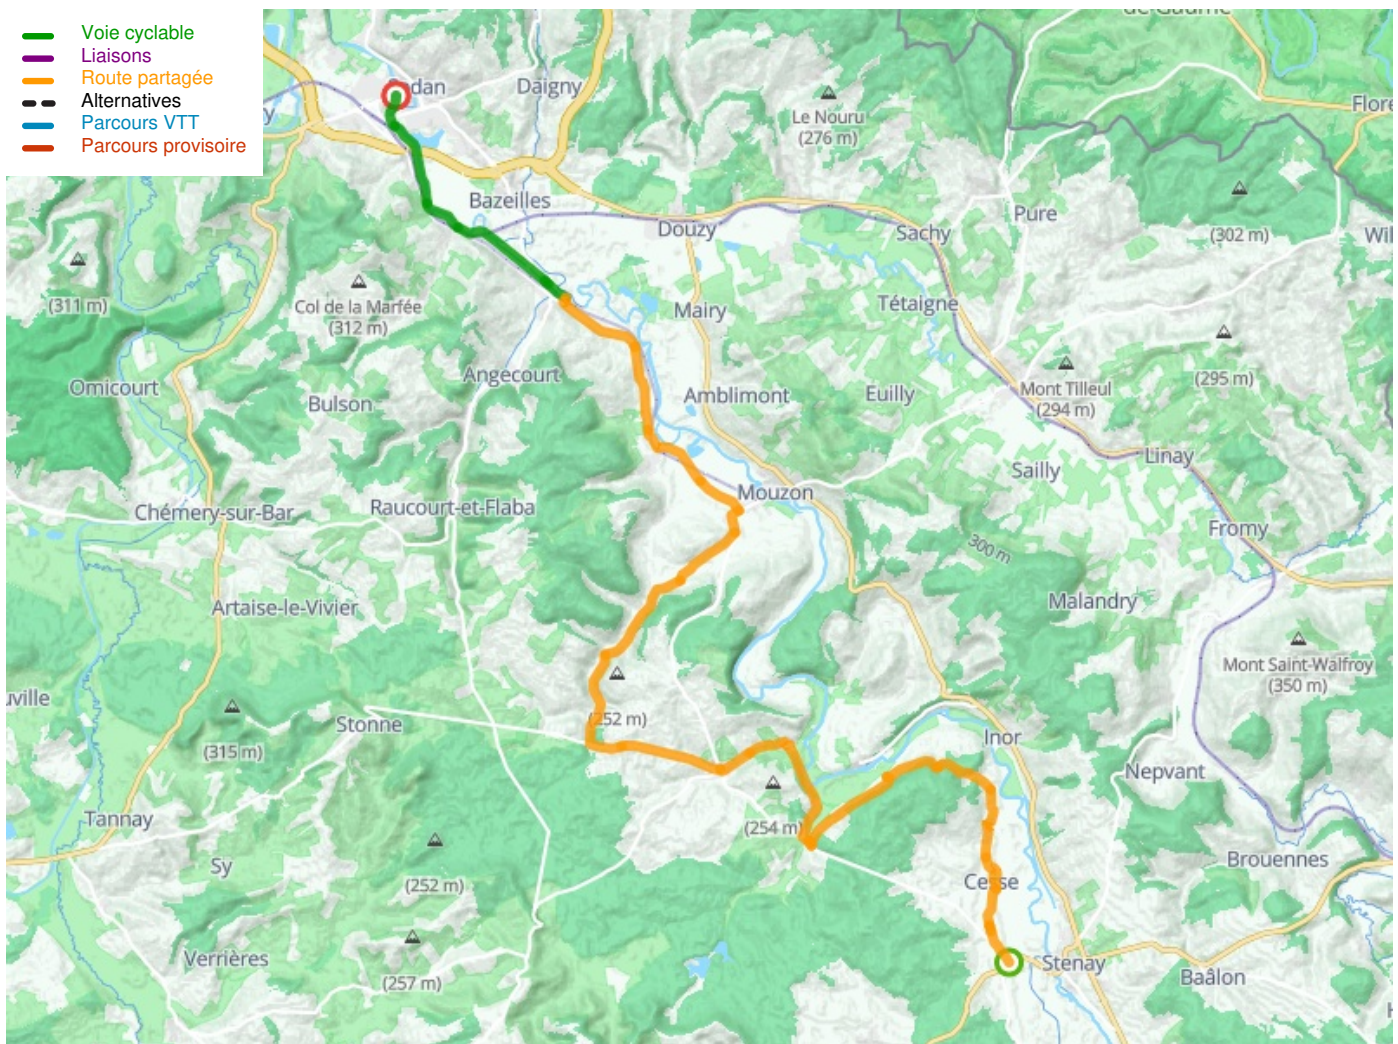 Voie cyclable
Liaisons
Route partagée
Alternatives
Parcours VTT
Parcours provisoire
dan
Daigny
Le Nouru
(276 m)
Bazeilles
Douzy
Pure
Sachy
(302 m)
(311 m)
Col de la Marfée
(312 m)
Mairy
Tétaigne
Omicourt
Angecourt
Bulson
Amblimont
Euilly
Mont Tilleul
(294 m)
(295 m)
Linay
Sailly
Mouzon
Chémery-sur-Bar
Raucourt-et-Flaba
Fromy
300 m
Artaise-le-Vivier
Malandry
Mont Saint-Walfroy
(350 m)
uville
Stonne
(252 m)
(315 m)
Inor
Nepvant
Tannay
(254 m)
Sy
Brouennes
(252 m)
Cesse
Verrières
Stenay
Baâlon
(257 m)